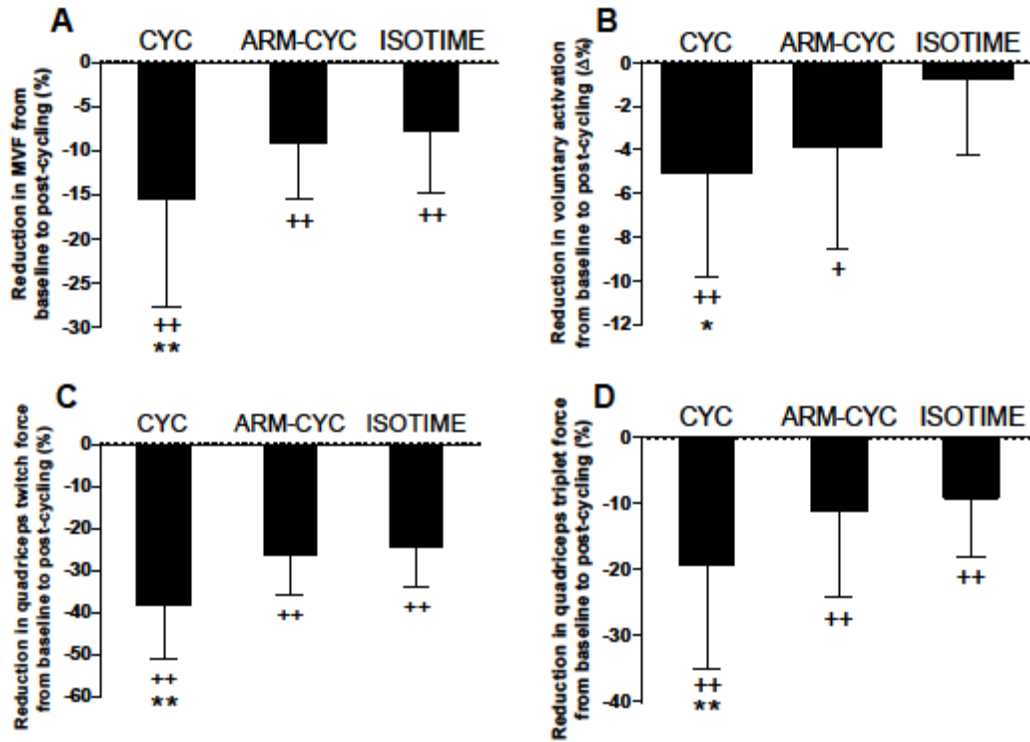 A
CYC ARM-CYC ISOTIME
Reduction in MVF from
baseline to post-cycling (%)
0
-5
-10
-15
-20
-25
-30
++
**
++
++
B
CYC ARM-CYC ISOTIME
Reduction in voluntary activation
from baseline to post-cycling (Δ%)
0
-2
-4
-6
-8
-10
-12
++
*
+
C
CYC ARM-CYC ISOTIME
Reduction in quadriceps twitch force
from baseline to post-cycling (%)
0
-10
-20
-30
-40
-50
-60
++
**
++
++
D
CYC ARM-CYC ISOTIME
Reduction in quadriceps triplet force
from baseline to post-cycling (%)
0
-10
-20
-30
-40
++
**
++
++